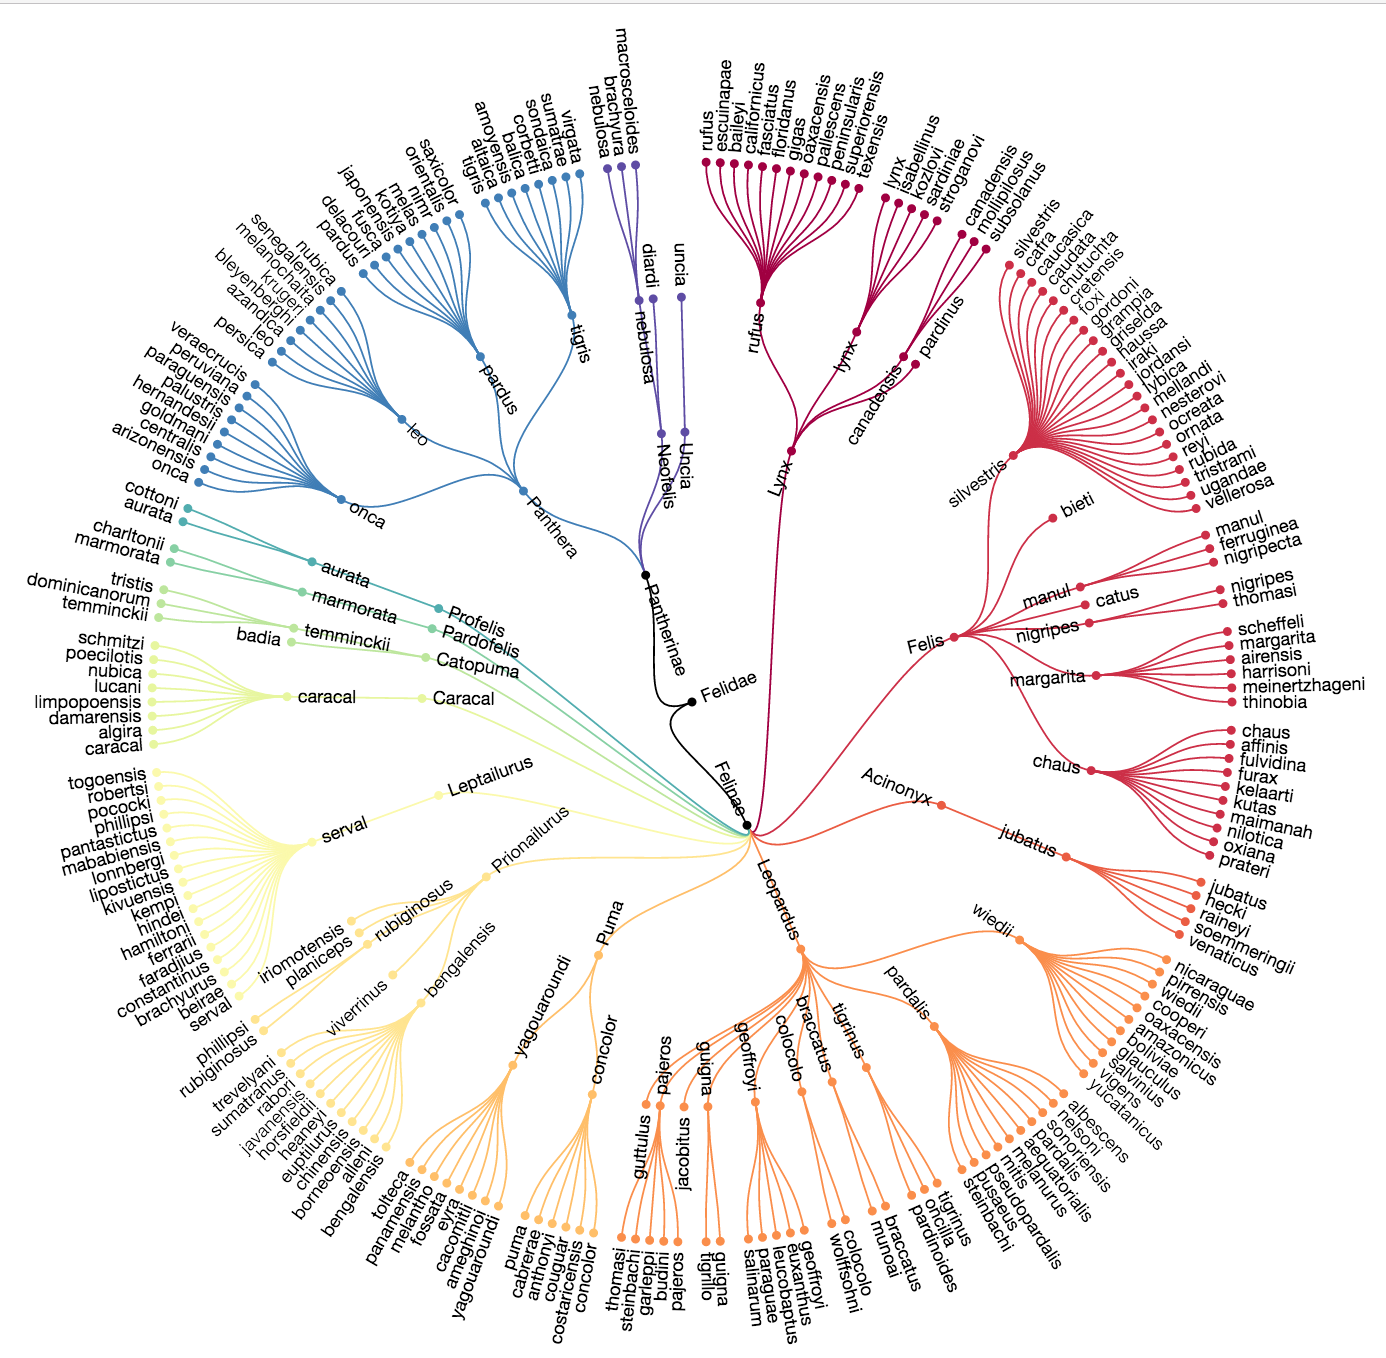 Felidae
Pantherinae
Felinae
Panthera
Neofelis
Uncia
tigris
virgata
sumatrae
sondaica
corbetti
balica
amoyensis
altaica
tigris
pardus
saxicolor
orientalis
nimr
melas
kotiya
japonensis
fusca
delacouri
pardus
leo
nubica
senegalensis
melanochaita
krugeri
bleyenberghi
azandica
leo
persica
onca
veraecrucis
peruviana
paraguensis
palustris
hernandesii
goldmani
centralis
arizonensis
onca
nebulosa
macrosceloides
brachyura
nebulosa
diardi
uncia
Lynx
rufus
rufus
escuinapae
baileyi
californicus
fasciatus
floridanus
gigas
oaxacensis
pallescens
peninsularis
superiorensis
texensis
lynx
lynx
isabellinus
kozlovi
sardiniae
stroganovi
canadensis
canadensis
mollipilosus
subsolanus
pardinus
Felis
silvestris
silvestris
cafra
caucasica
caudata
chutuchta
cretensis
foxi
gordoni
grampia
griselda
haussa
iraki
jordansi
lybica
mellandi
nesterovi
ocreata
ornata
reyi
rubida
tristrami
ugandae
vellerosa
bieti
manul
manul
ferruginea
nigripecta
catus
nigripes
nigripes
thomasi
margarita
scheffeli
margarita
airensis
harrisoni
meinertzhageni
thinobia
chaus
chaus
affinis
fulvidina
furax
kelaarti
kutas
maimanah
nilotica
oxiana
prateri
Acinonyx
jubatus
jubatus
hecki
raineyi
soemmeringii
venaticus
Leopardus
wiedii
nicaraquae
pirrensis
wiedii
cooperi
oaxacensis
amazonicus
boliviae
glauculus
salvinius
vigens
yucatanicus
pardalis
albescens
nelsoni
sonoriensis
pardalis
aequatorialis
melanurus
mitis
pseudopardalis
pusaeus
steinbachi
tigrinus
tigrinus
oncilla
pardinoides
braccatus
braccatus
munoai
colocolo
colocolo
wolffsohni
geoffroyi
geoffroyi
euxanthus
leucobaptus
paraguae
salinarum
guigna
guigna
tigrillo
jacobitus
pajeros
pajeros
budini
garleppi
steinbachi
thomasi
guttulus
Puma
concolor
concolor
costaricensis
couguar
anthonyi
cabrerae
puma
yagouaroundi
yagouaroundi
ameghinoi
cacomitli
eyra
fossata
melantho
panamensis
tolteca
Prionailurus
bengalensis
bengalensis
alleni
borneoensis
chinensis
euptilurus
heaneyi
horsfieldii
javanensis
rabori
sumatranus
trevelyani
viverrinus
rubiginosus
rubiginosus
phillipsi
planiceps
iriomotensis
Leptailurus
serval
serval
beirae
brachyurus
constantinus
faradjius
ferrarii
hamiltoni
hindei
kempi
kivuensis
lipostictus
lonnbergi
mababiensis
pantastictus
phillipsi
pococki
robertsi
togoensis
Caracal
caracal
caracal
algira
damarensis
limpopoensis
lucani
nubica
poecilotis
schmitzi
Catopuma
badia
temminckii
temminckii
dominicanorum
tristis
Pardofelis
marmorata
marmorata
charltonii
Profelis
aurata
aurata
cottoni